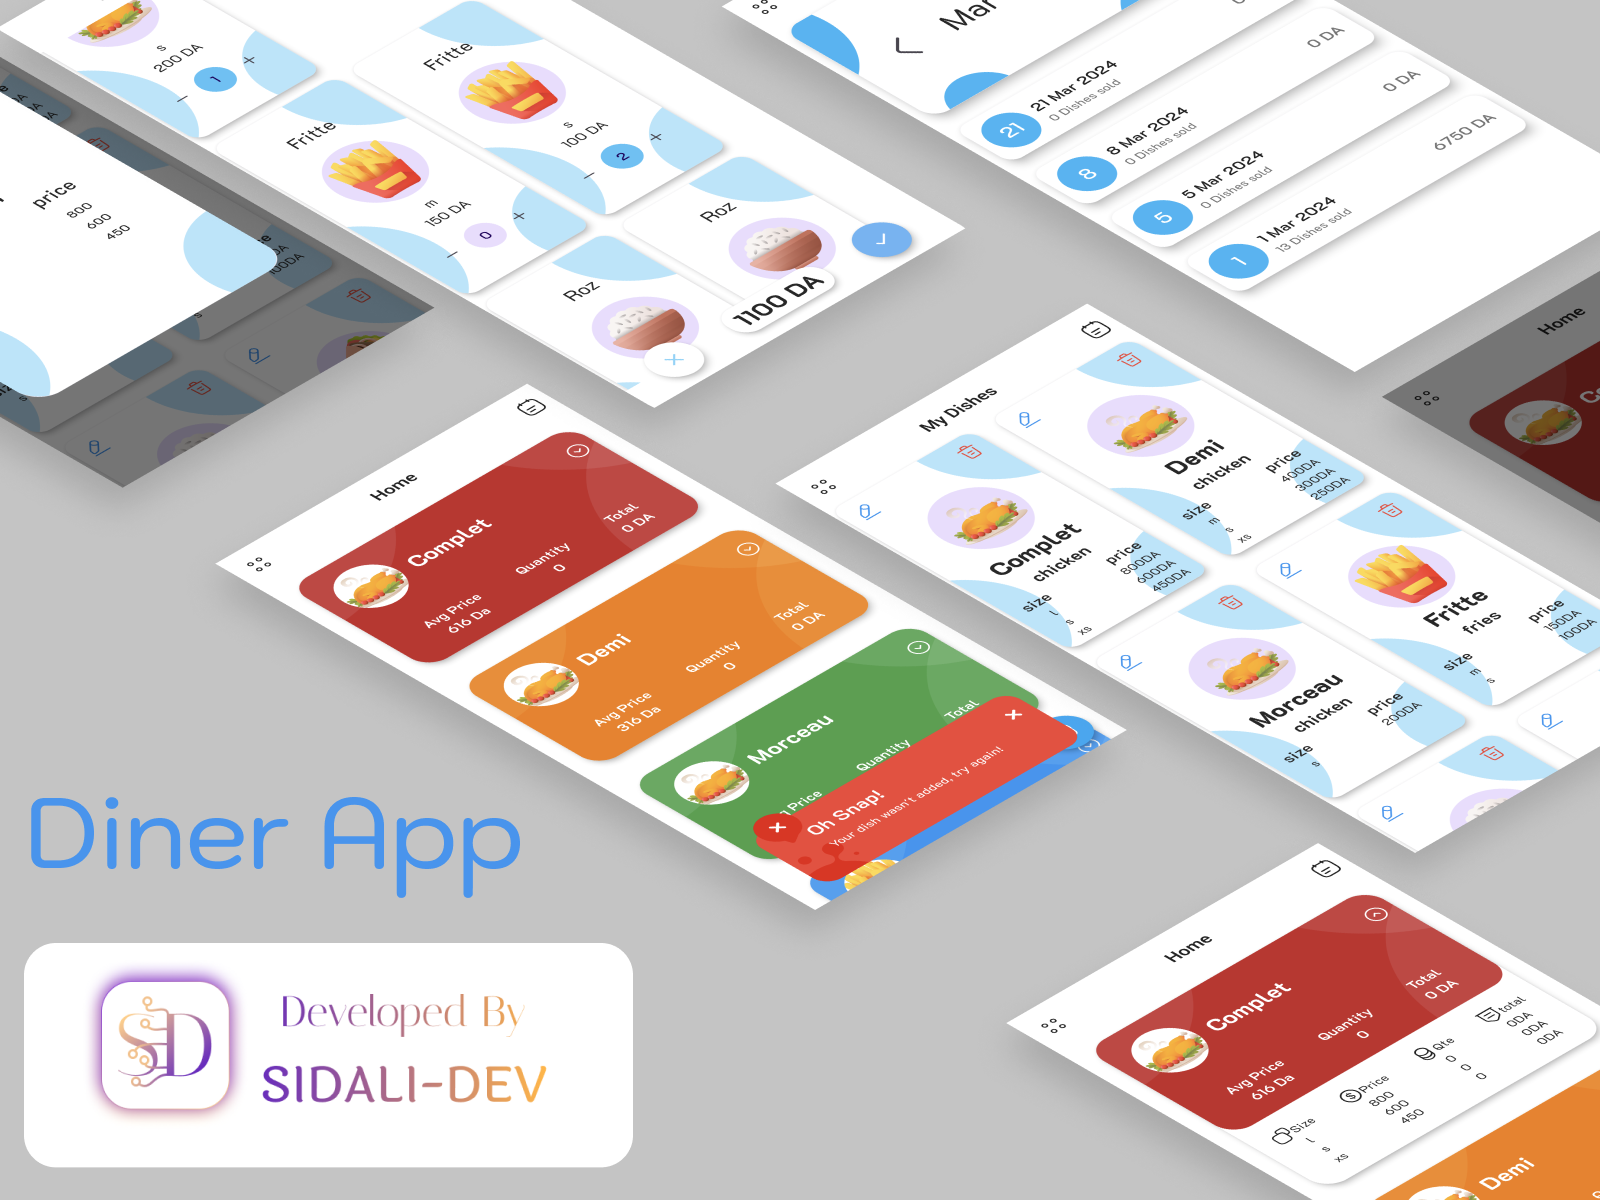 s
200 DA
1
+
−
Fritte
s
100 DA
2
+
−
Fritte
m
150 DA
0
+
−
Roz
Roz
1100 DA
price
800
600
450
Mar
21
21 Mar 2024
0 Dishes sold
0 DA
8
8 Mar 2024
0 Dishes sold
0 DA
5
5 Mar 2024
0 Dishes sold
6750 DA
1
1 Mar 2024
13 Dishes sold
Home
My Dishes
Demi
chicken
size
m
s
xs
price
400DA
300DA
250DA
Complet
chicken
size
l
s
xs
price
800DA
600DA
450DA
Fritte
fries
size
m
s
price
150DA
100DA
Morceau
chicken
size
s
price
200DA
Home
Complet
Avg Price
616 Da
Quantity
0
Total
0 DA
Demi
Avg Price
316 Da
Quantity
0
Total
0 DA
Morceau
Quantity
Total
Price
Oh Snap!
Your dish wasn't added, try again!
Home
Complet
Avg Price
616 Da
Quantity
0
Total
0 DA
Size
l
s
xs
Price
800
600
450
Qte
0
0
0
total
0DA
0DA
0DA
Demi
Diner App
SD
Developed By
SIDALI-DEV